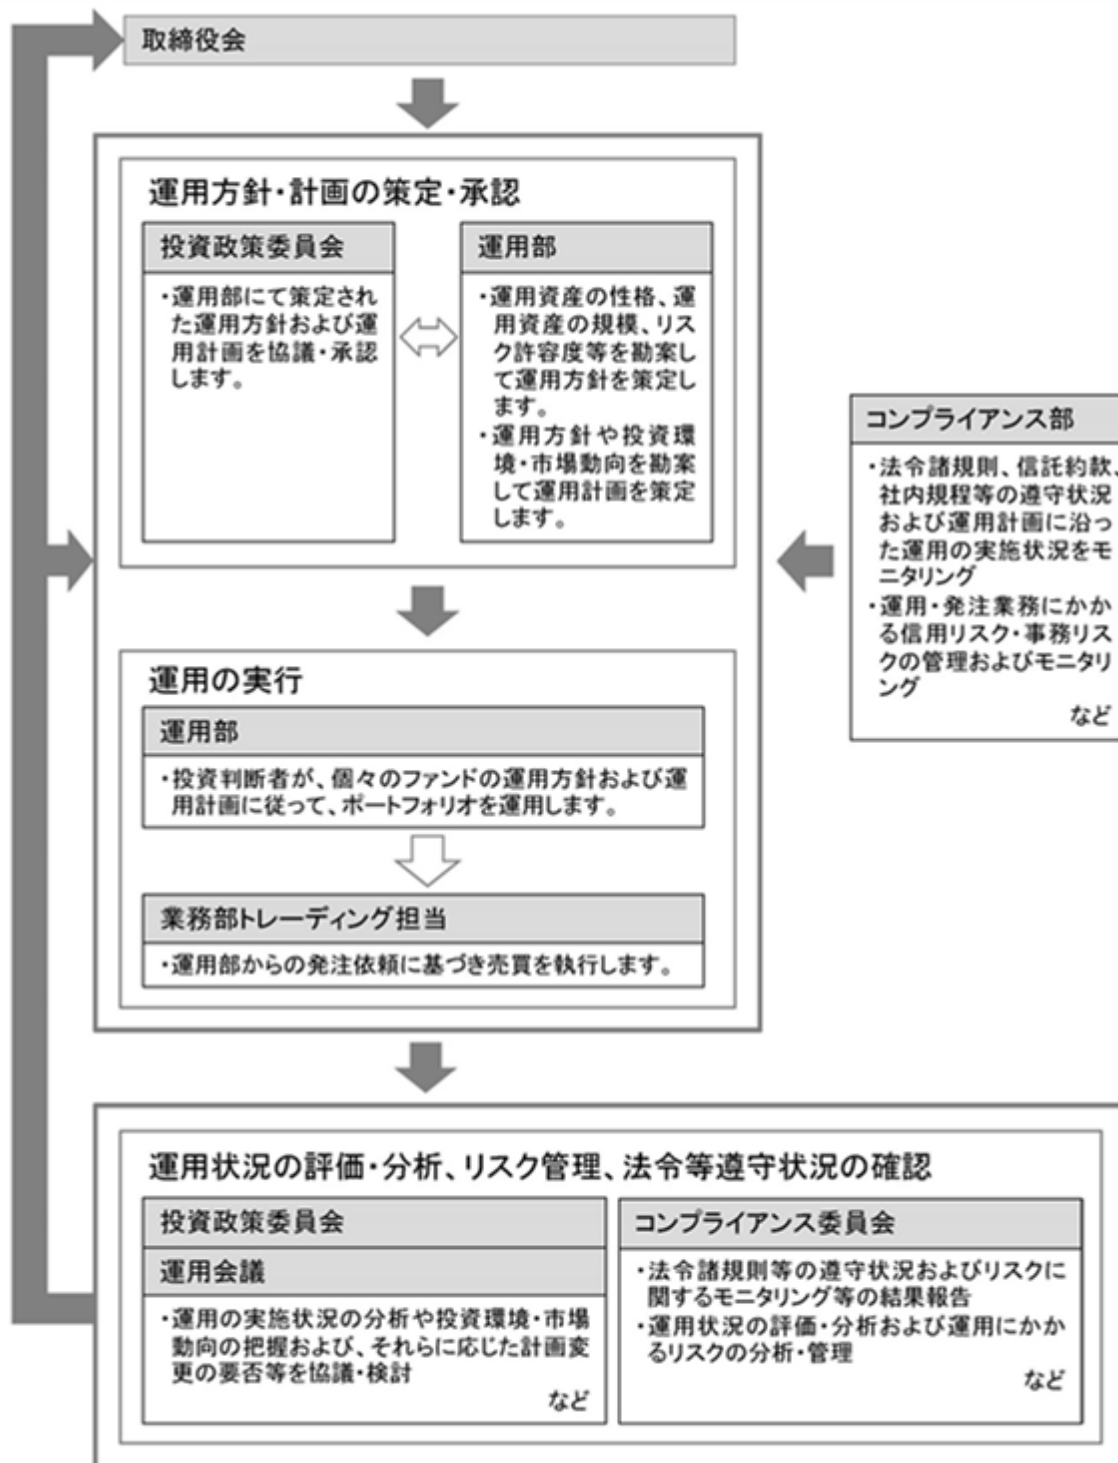 取締役会
運用方針・計画の策定・承認
投資政策委員会
・運用部にて策定され
た運用方針および運
用計画を協議・承認
します。
運用部
・運用資産の性格、運
用資産の規模、リス
ク許容度等を勘案し
て運用方針を策定し
ます。
・運用方針や投資環
境・市場動向を勘案
して運用計画を策定
します。
コンプライアンス部
・法令諸規則、信託約款、
社内規程等の遵守状況
および運用計画に沿っ
た運用の実施状況をモ
ニタリング
・運用・発注業務にかか
る信用リスク・事務リス
クの管理およびモニタリ
ング
など
運用の実行
運用部
・投資判断者が、個々のファンドの運用方針および運
用計画に従って、ポートフォリオを運用します。
業務部トレーディング担当
・運用部からの発注依頼に基づき売買を執行します。
運用状況の評価・分析、リスク管理、法令等遵守状況の確認
投資政策委員会
運用会議
・運用の実施状況の分析や投資環境・市場
動向の把握および、それらに応じた計画変
更の要否等を協議・検討
など
コンプライアンス委員会
・法令諸規則等の遵守状況およびリスクに
関するモニタリング等の結果報告
・運用状況の評価・分析および運用にかか
るリスクの分析・管理
など